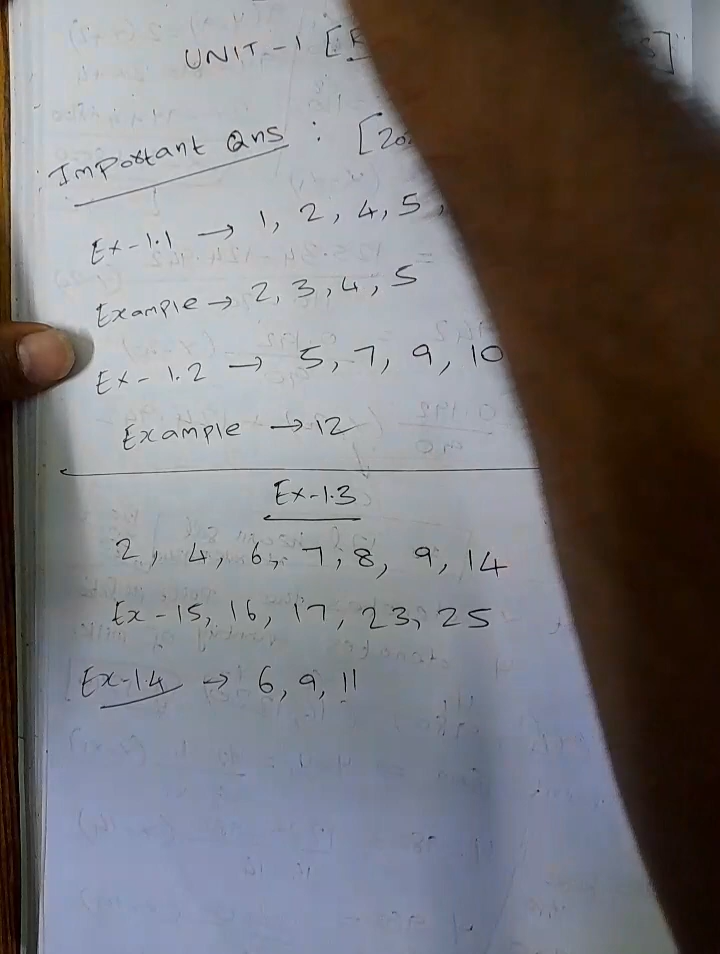 UNIT-1 [
Important Qns : [20
Ex-1.1 → 1, 2, 4, 5,
Example → 2, 3, 4, 5
Ex-1.2 → 5, 7, 9, 10
Example → 12
Ex-1.3
2, 4, 6, 7, 8, 9, 14
Ex-15, 16, 17, 23, 25
Ex-1.4 → 6, 9, 11